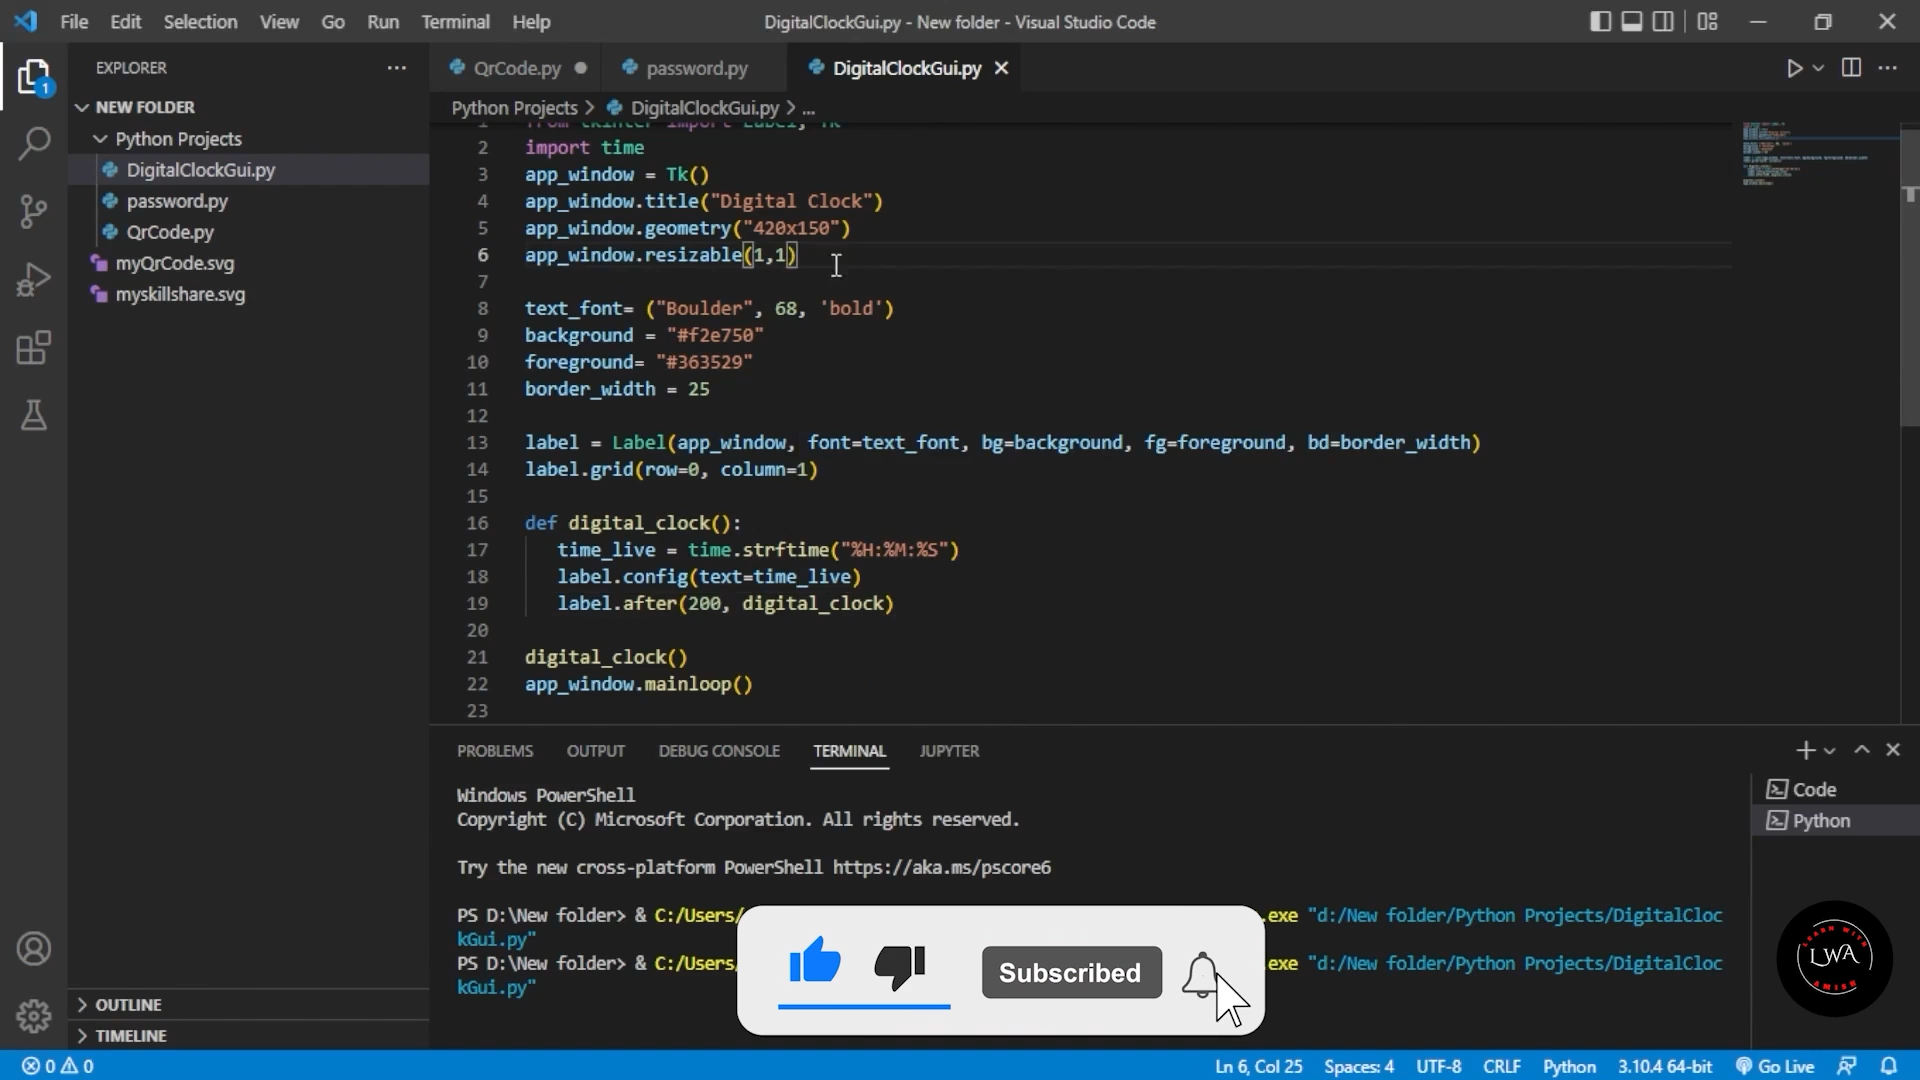 File Edit Selection View Go Run Terminal Help
DigitalClockGui.py - New folder - Visual Studio Code
EXPLORER
1
NEW FOLDER
Python Projects
DigitalClockGui.py
password.py
QrCode.py
myQrCode.svg
myskillshare.svg
OUTLINE
TIMELINE
QrCode.py password.py DigitalClockGui.py
Python Projects > DigitalClockGui.py > ...
1 from tkinter import Label, Tk
2 import time
3 app_window = Tk()
4 app_window.title("Digital Clock")
5 app_window.geometry("420x150")
6 app_window.resizable(1,1)
7
8 text_font= ("Boulder", 68, 'bold')
9 background = "#f2e750"
10 foreground= "#363529"
11 border_width = 25
12
13 label = Label(app_window, font=text_font, bg=background, fg=foreground, bd=border_width)
14 label.grid(row=0, column=1)
15
16 def digital_clock():
17 time_live = time.strftime("%H:%M:%S")
18 label.config(text=time_live)
19 label.after(200, digital_clock)
20
21 digital_clock()
22 app_window.mainloop()
23
PROBLEMS OUTPUT DEBUG CONSOLE TERMINAL JUPYTER
Code
Python
Windows PowerShell
Copyright (C) Microsoft Corporation. All rights reserved.
Try the new cross-platform PowerShell https://aka.ms/pscore6
PS D:\New folder> & C:/Users/ .exe "d:/New folder/Python Projects/DigitalCloc
kGui.py"
PS D:\New folder> & C:/Users/ .exe "d:/New folder/Python Projects/DigitalCloc
kGui.py"
Subscribed
LEARN WITH
LWA
AMISH
0 0
Ln 6, Col 25 Spaces: 4 UTF-8 CRLF Python 3.10.4 64-bit Go Live